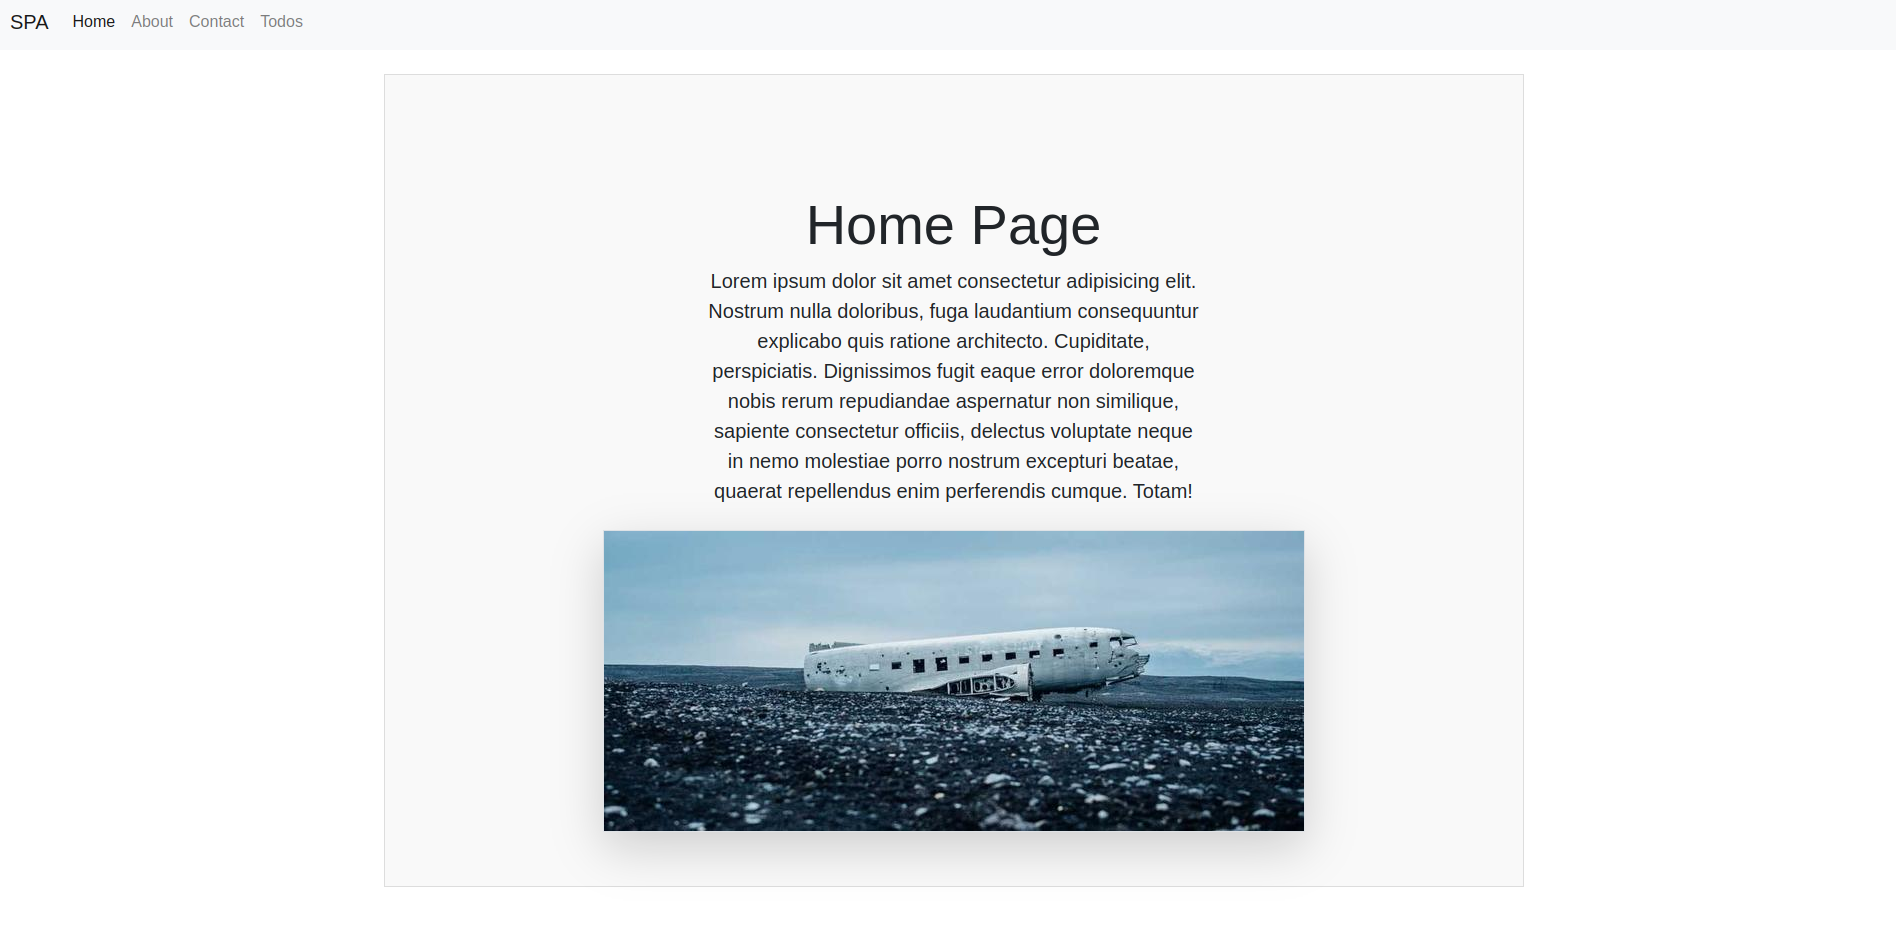 SPA Home About Contact Todos
Home Page
Lorem ipsum dolor sit amet consectetur adipisicing elit.
Nostrum nulla doloribus, fuga laudantium consequuntur
explicabo quis ratione architecto. Cupiditate,
perspiciatis. Dignissimos fugit eaque error doloremque
nobis rerum repudiandae aspernatur non similique,
sapiente consectetur officiis, delectus voluptate neque
in nemo molestiae porro nostrum excepturi beatae,
quaerat repellendus enim perferendis cumque. Totam!